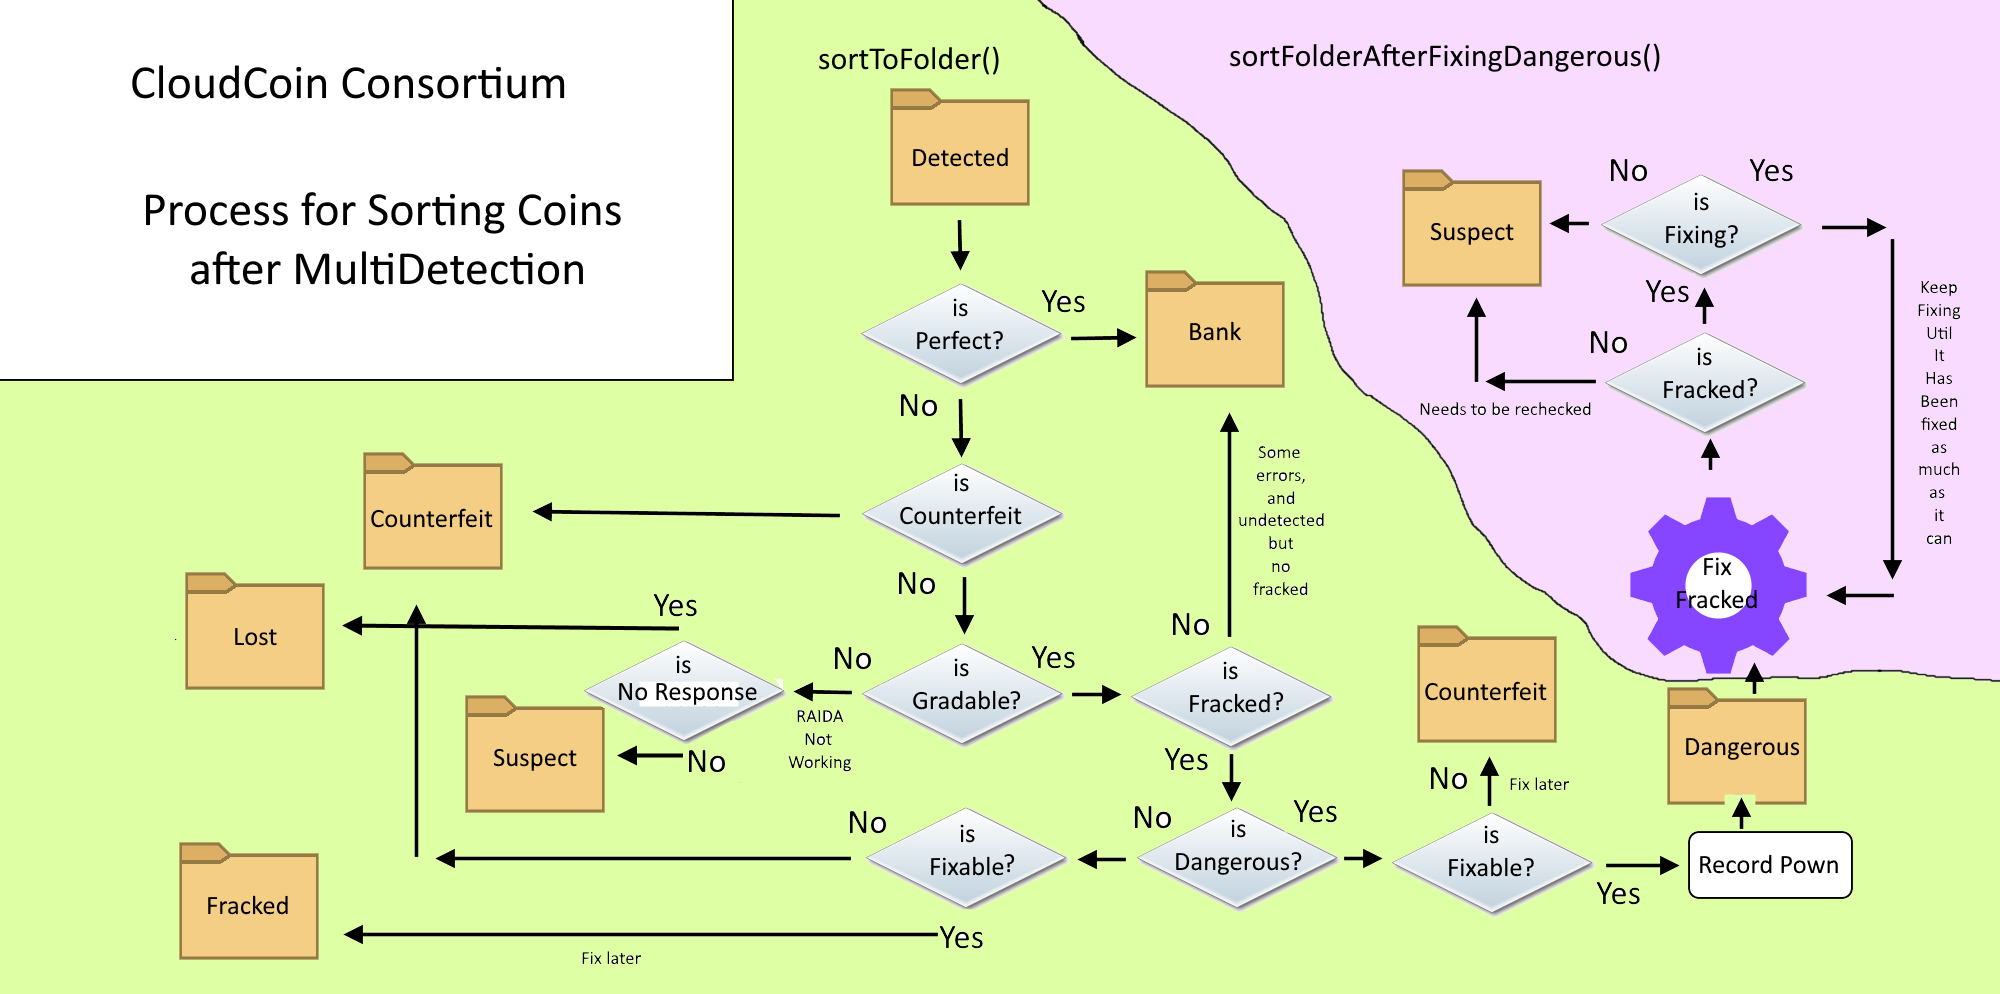 CloudCoin Consortium
Process for Sorting Coins
after MultiDetection
sortToFolder()
sortFolderAfterFixingDangerous()
Detected
is
Perfect?
Yes
Bank
No
is
Counterfeit
Counterfeit
No
is
Gradable?
Yes
No
RAIDA
Not
Working
is
No Response
Yes
Lost
No
Suspect
is
Fracked?
No
Some
errors,
and
undetected
but
no
fracked
Yes
is
Dangerous?
No
Yes
is
Fixable?
No
Yes
Fix later
Fracked
is
Fixable?
No
Fix later
Counterfeit
Yes
Record Pown
Dangerous
Fix
Fracked
is
Fracked?
No
Needs to be rechecked
Yes
is
Fixing?
No
Yes
Suspect
Keep
Fixing
Util
It
Has
Been
fixed
as
much
as
it
can